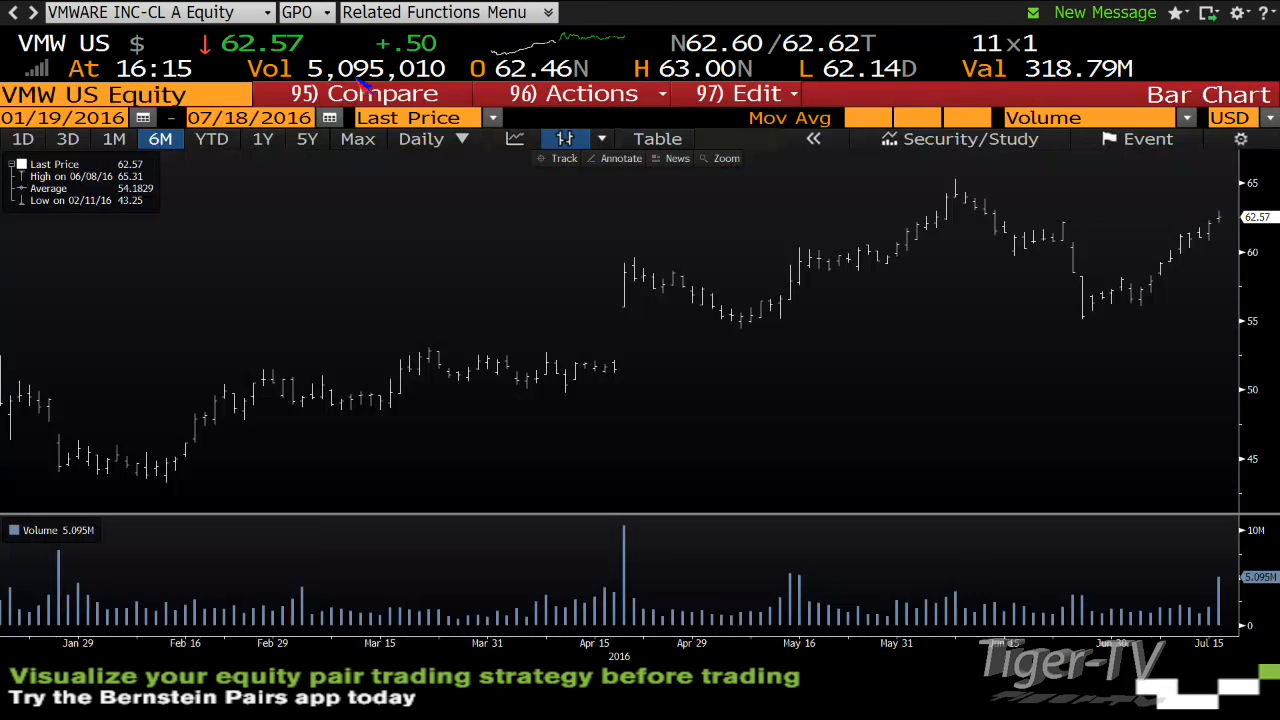 VMWARE INC-CL A Equity GPO Related Functions Menu New Message ?
VMW US $ 62.57 +.50 N62.60 /62.62T 11x1
At 16:15 Vol 5,095,010 O 62.46N H 63.00N L 62.14D Val 318.79M
VMW US Equity 95) Compare 96) Actions 97) Edit Bar Chart
01/19/2016 - 07/18/2016 Last Price Mov Avg Volume USD
1D 3D 1M 6M YTD 1Y 5Y Max Daily Table Security/Study Event
Track Annotate News Zoom
Last Price 62.57
High on 06/08/16 65.31
Average 54.1829
Low on 02/11/16 43.25
65
62.57
60
55
50
45
Volume 5.095M
10M
5.095M
0
Jan 29 Feb 16 Feb 29 Mar 15 Mar 31 Apr 15 Apr 29 May 16 May 31 Jun 15 Jun 30 Jul 15
2016
Tiger-TV
Visualize your equity pair trading strategy before trading
Try the Bernstein Pairs app today